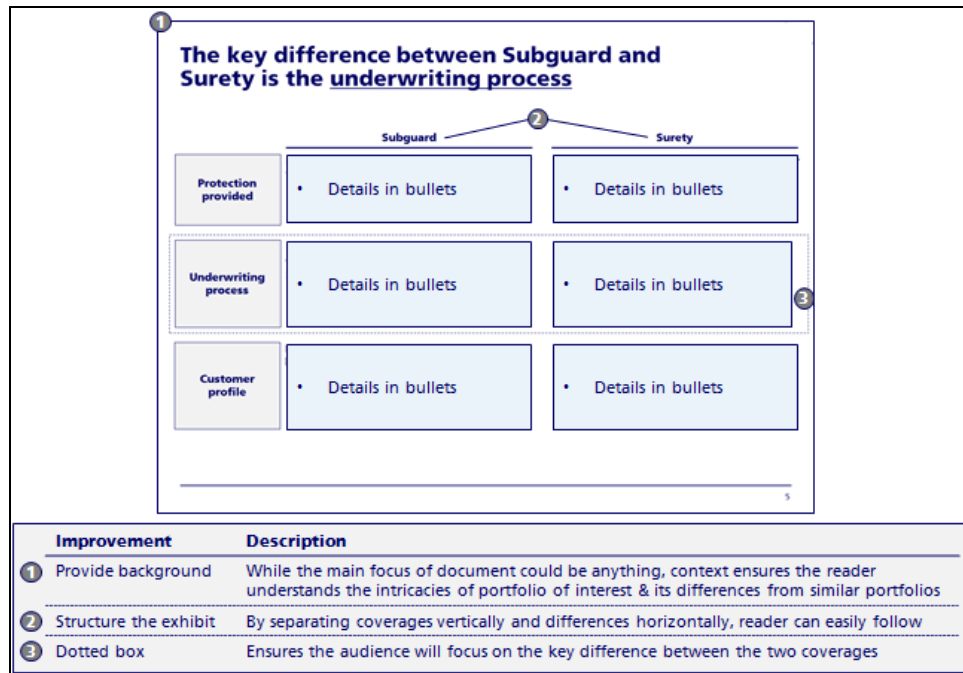 1
The key difference between Subguard and
Surety is the underwriting process
2
Subguard
Surety
Protection
provided
• Details in bullets
• Details in bullets
Underwriting
process
• Details in bullets
• Details in bullets
3
Customer
profile
• Details in bullets
• Details in bullets
5
Improvement Description
1 Provide background While the main focus of document could be anything, context ensures the reader
understands the intricacies of portfolio of interest & its differences from similar portfolios
2 Structure the exhibit By separating coverages vertically and differences horizontally, reader can easily follow
3 Dotted box Ensures the audience will focus on the key difference between the two coverages